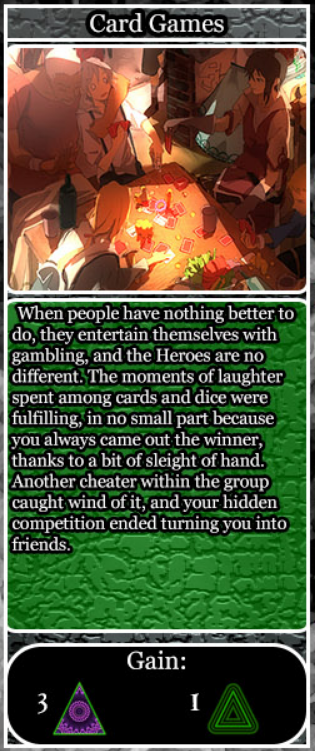 Card Games
When people have nothing better to
do, they entertain themselves with
gambling, and the Heroes are no
different. The moments of laughter
spent among cards and dice were
fulfilling, in no small part because
you always came out the winner,
thanks to a bit of sleight of hand.
Another cheater within the group
caught wind of it, and your hidden
competition ended turning you into
friends.
Gain:
3 1